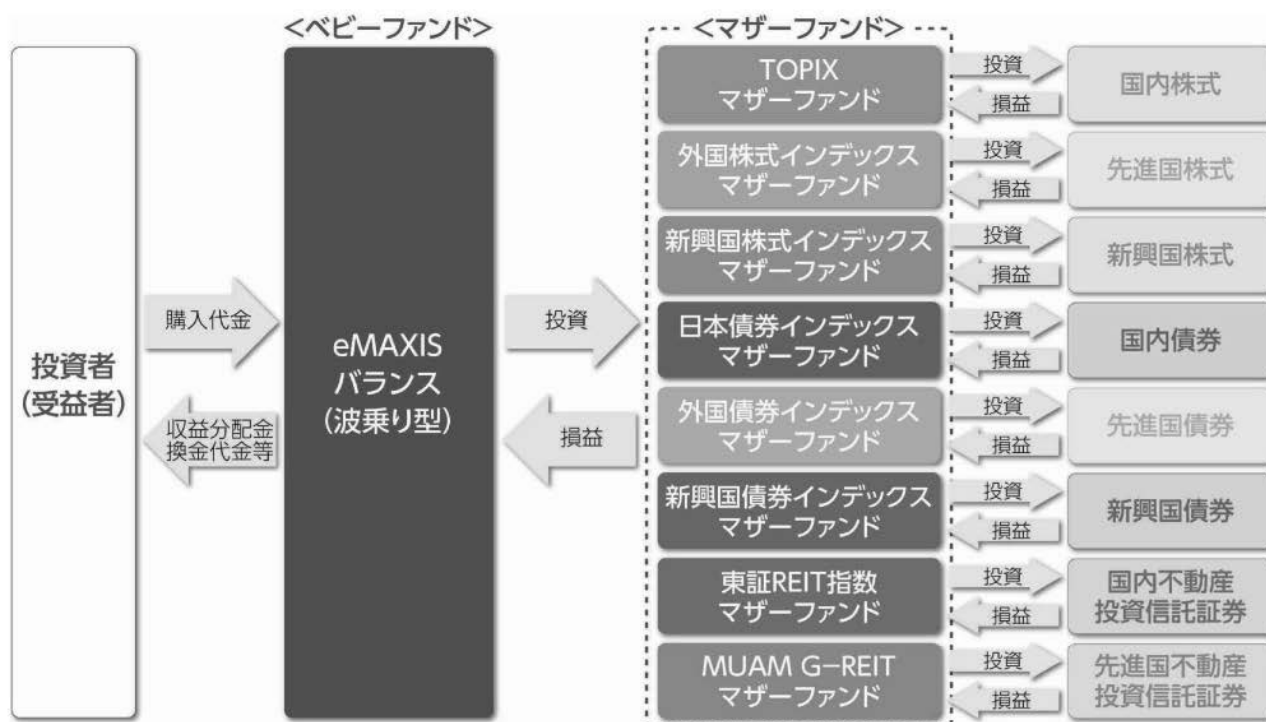 <ベビーファンド>
<マザーファンド>
投資者
(受益者)
購入代金
収益分配金
換金代金等
eMAXIS
バランス
(波乗り型)
投資
損益
TOPIX
マザーファンド
投資
損益
国内株式
外国株式インデックス
マザーファンド
投資
損益
先進国株式
新興国株式インデックス
マザーファンド
投資
損益
新興国株式
日本債券インデックス
マザーファンド
投資
損益
国内債券
外国債券インデックス
マザーファンド
投資
損益
先進国債券
新興国債券インデックス
マザーファンド
投資
損益
新興国債券
東証REIT指数
マザーファンド
投資
損益
国内不動産
投資信託証券
MUAM G-REIT
マザーファンド
投資
損益
先進国不動産
投資信託証券